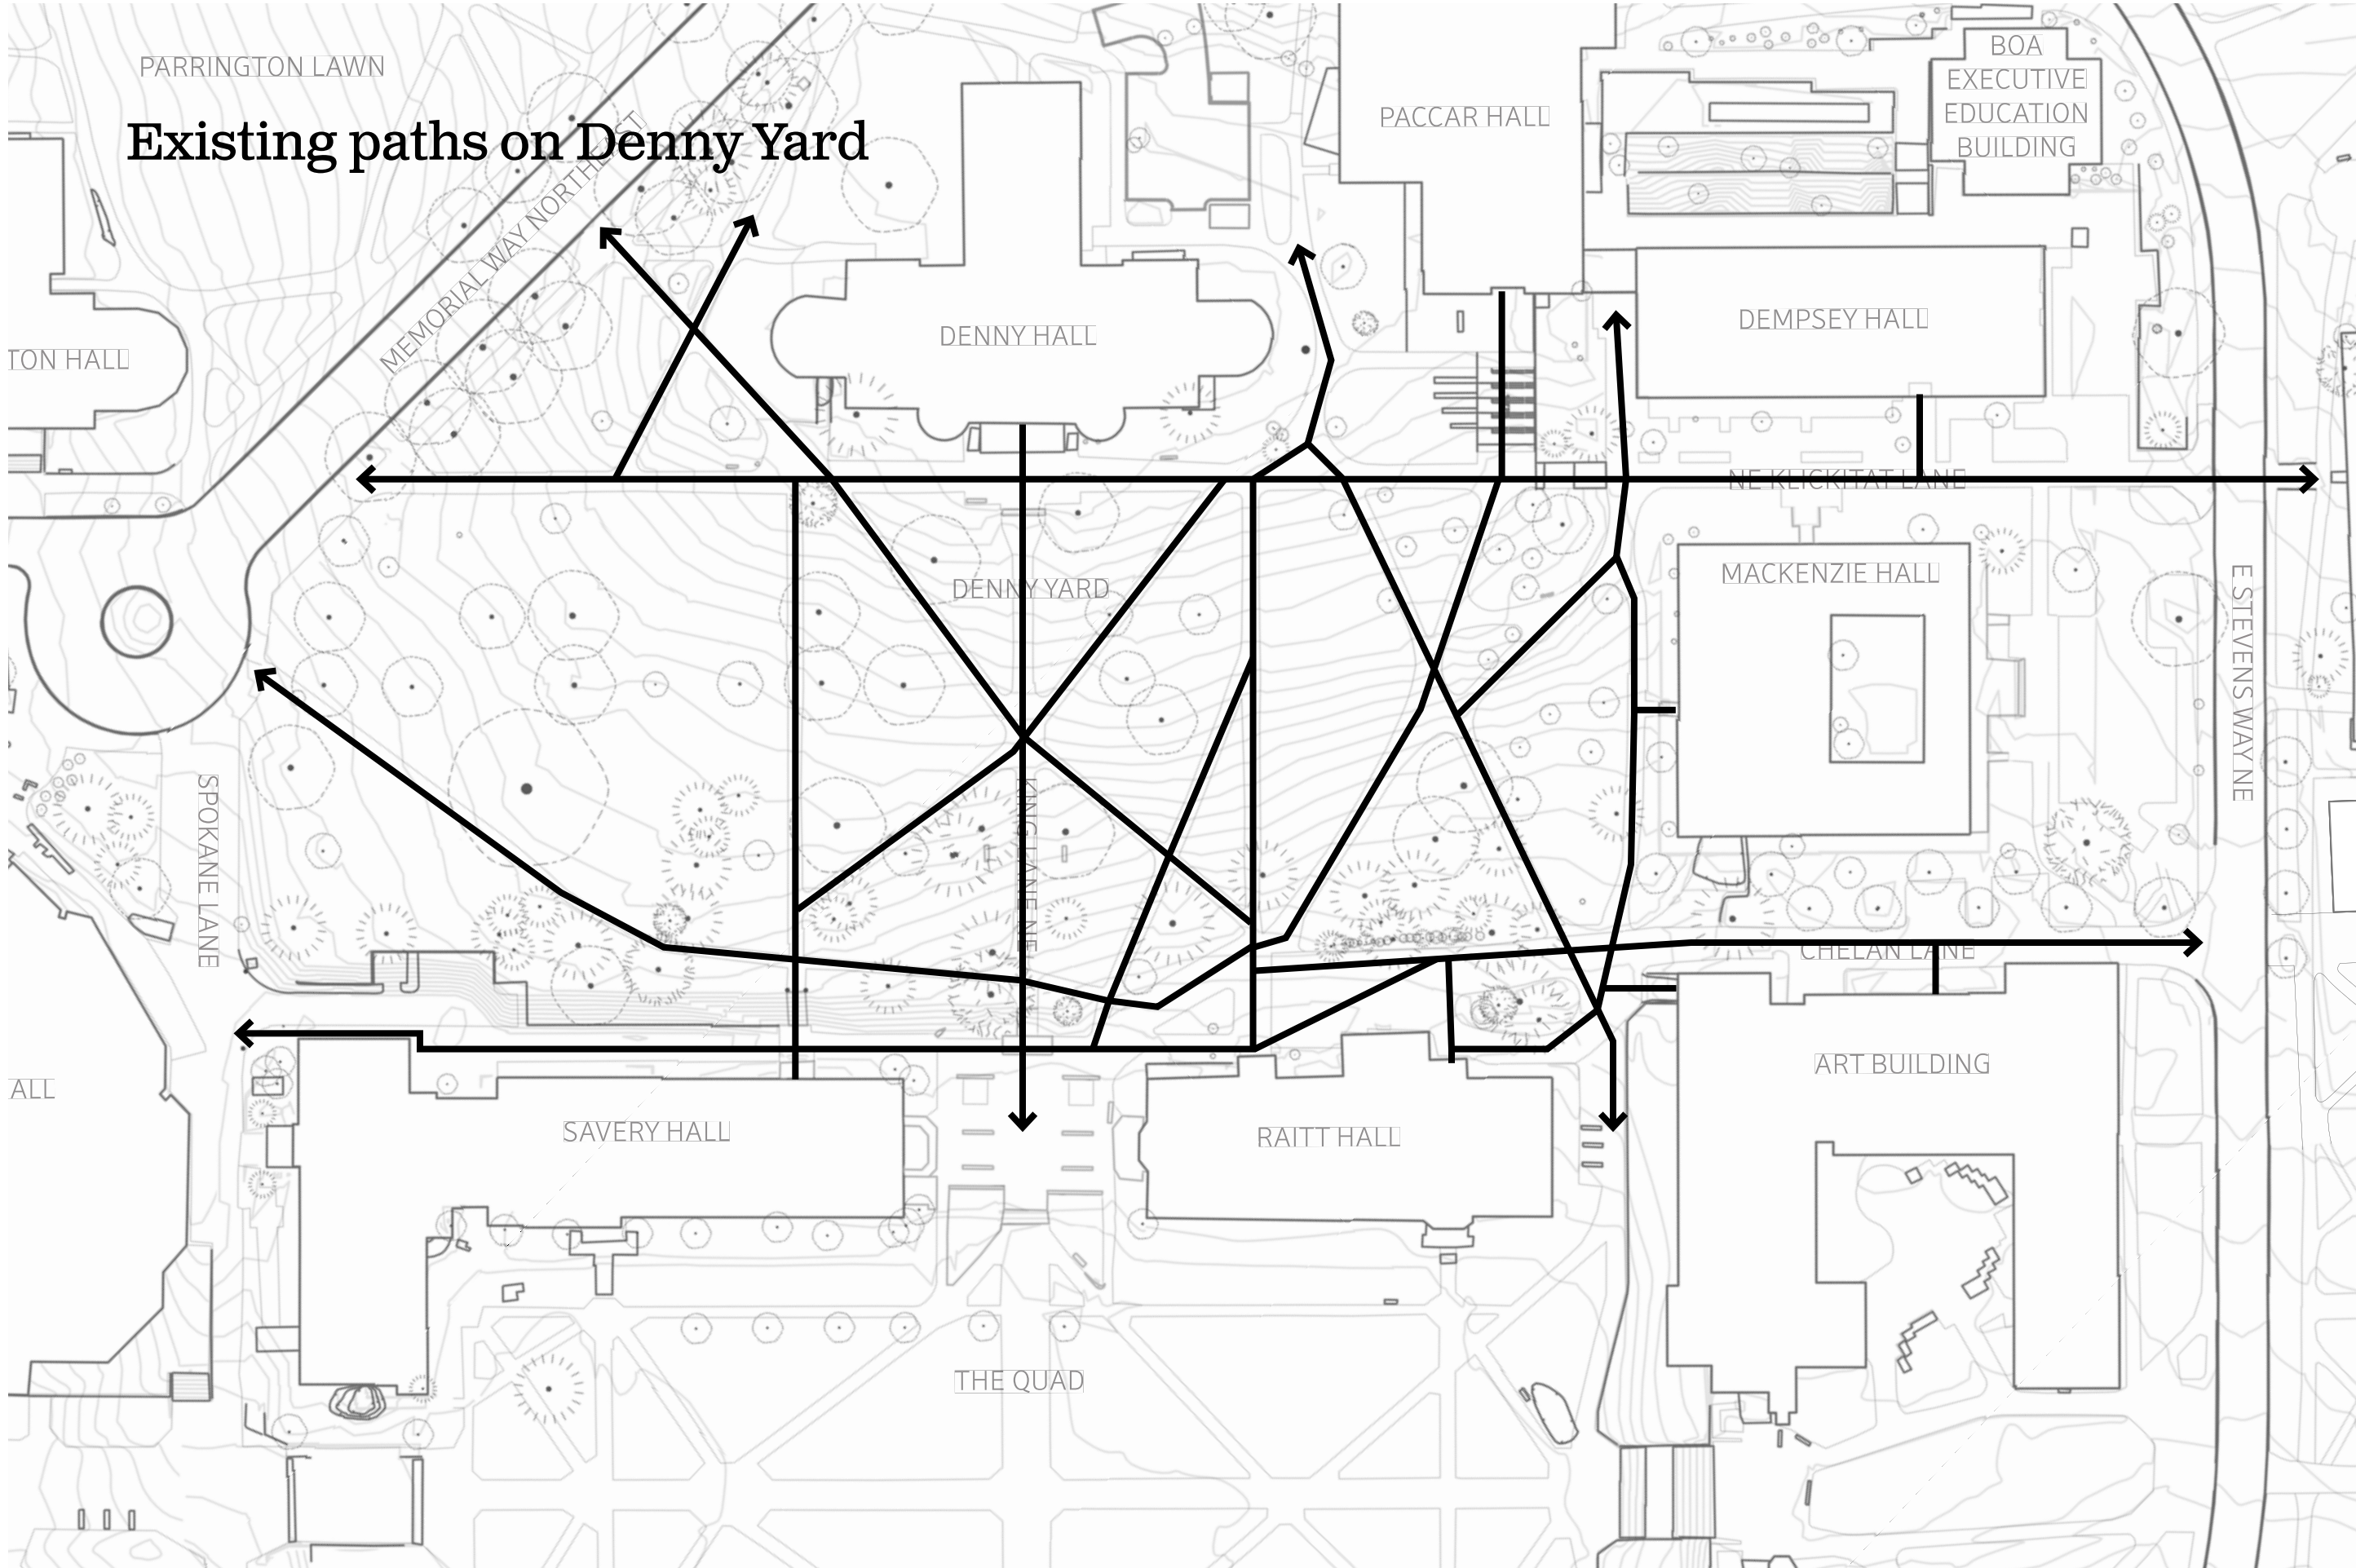 PARRINGTON LAWN
Existing paths on Denny Yard
MEMORIAL WAY NORTHEAST
BOA
EXECUTIVE
EDUCATION
BUILDING
PACCAR HALL
DENNY HALL
DEMPSEY HALL
TON HALL
NE KLICKITAT LANE
DENNY YARD
MACKENZIE HALL
E STEVENS WAY NE
SPOKANE LANE
KING LANE NE
CHELAN LANE
ALL
SAVERY HALL
RAITT HALL
ART BUILDING
THE QUAD